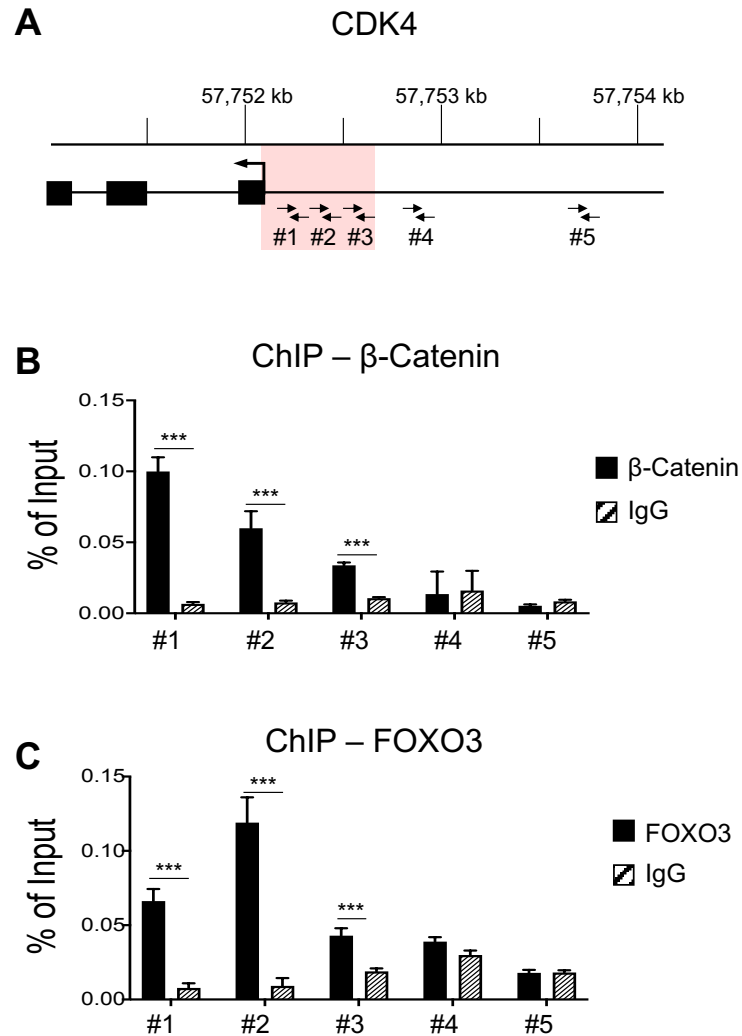 A
CDK4
57,752 kb 57,753 kb 57,754 kb
#1 #2 #3 #4 #5
B
ChIP – β-Catenin
% of Input
0.15
0.10
0.05
0.00
*** *** ***
#1 #2 #3 #4 #5
β-Catenin
IgG
C
ChIP – FOXO3
% of Input
0.15
0.10
0.05
0.00
*** *** ***
#1 #2 #3 #4 #5
FOXO3
IgG